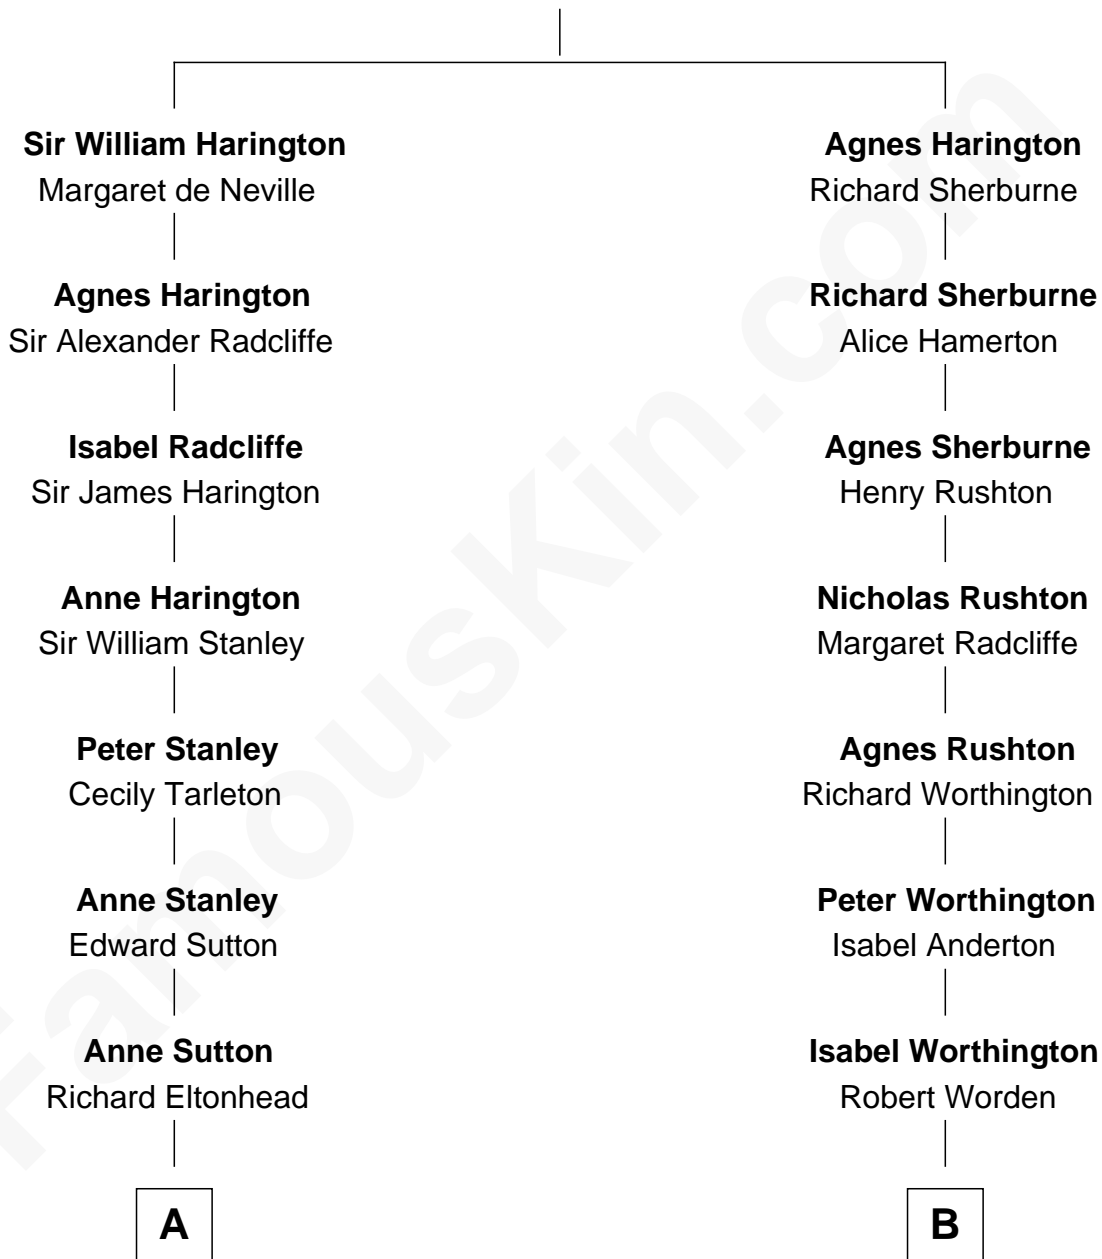 Sir William Harington
Margaret de Neville
Agnes Harington
Sir Alexander Radcliffe
Isabel Radcliffe
Sir James Harington
Anne Harington
Sir William Stanley
Peter Stanley
Cecily Tarleton
Anne Stanley
Edward Sutton
Anne Sutton
Richard Eltonhead
A
Agnes Harington
Richard Sherburne
Richard Sherburne
Alice Hamerton
Agnes Sherburne
Henry Rushton
Nicholas Rushton
Margaret Radcliffe
Agnes Rushton
Richard Worthington
Peter Worthington
Isabel Anderton
Isabel Worthington
Robert Worden
B
FamousKin.com